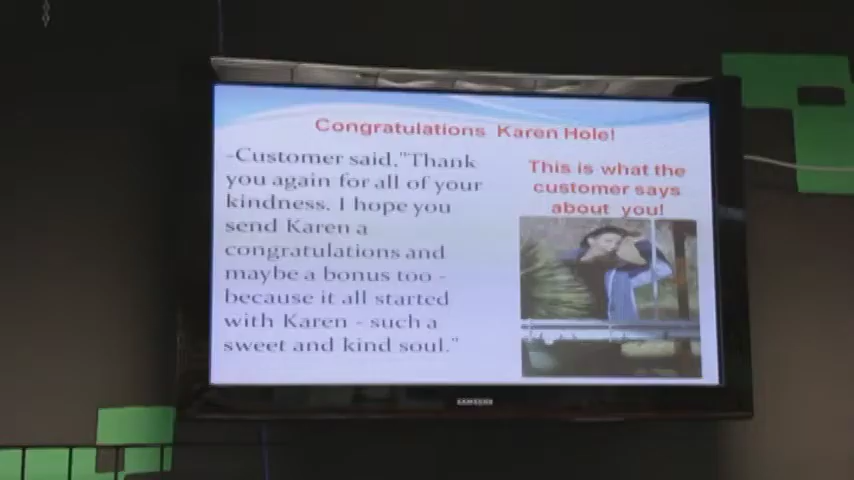 Congratulations Karen Hole!
-Customer said,"Thank
you again for all of your
kindness. I hope you
send Karen a
congratulations and
maybe a bonus too -
because it all started
with Karen - such a
sweet and kind soul."
This is what the
customer says
about you!
SAMSUNG